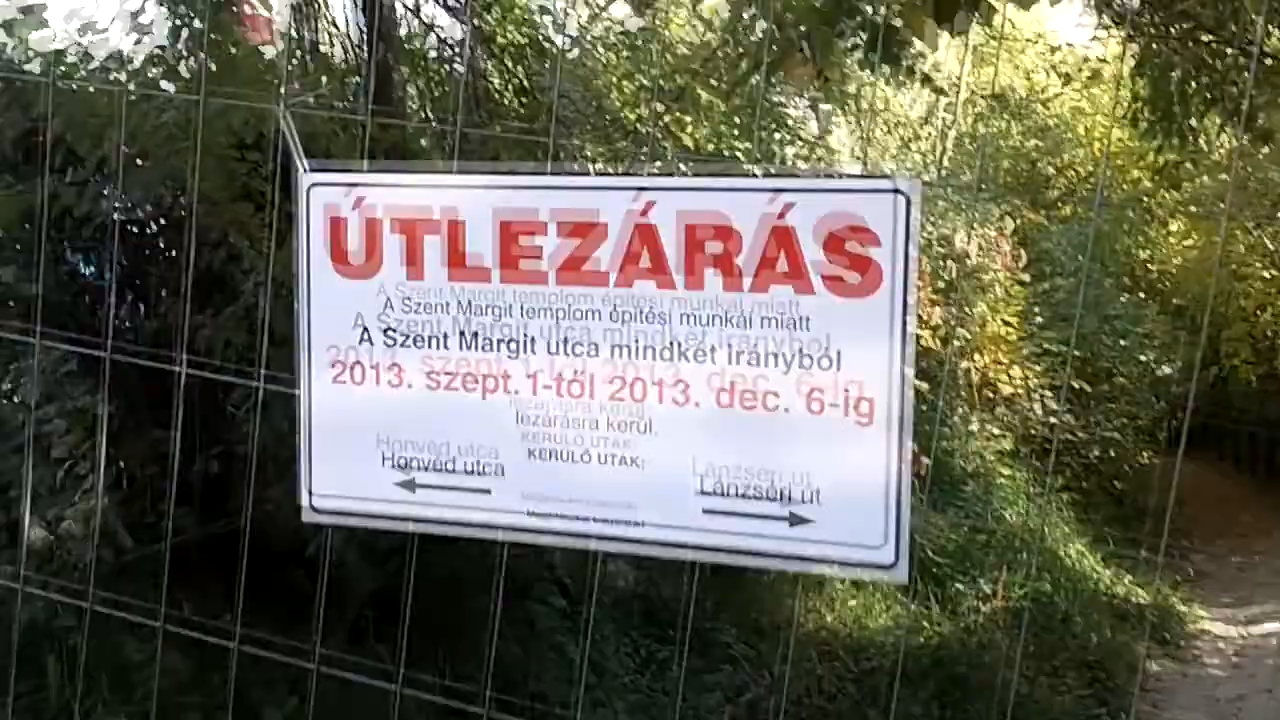 ÚTLEZÁRÁS
A Szent Margit templom építési munkái miatt
A Szent Margit utca mindkét irányból
2013. szept. 1-től 2013. dec. 6-ig
lezárásra kerül.
KERÜLŐ UTAK:
Honvéd utca
Lánzséri út